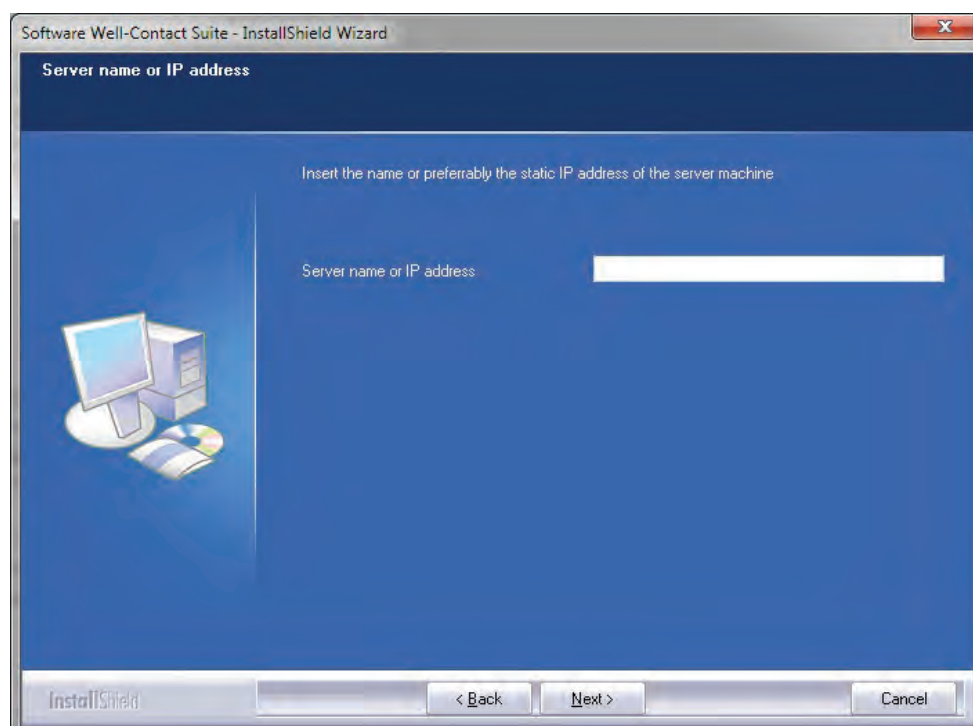 Software Well-Contact Suite - InstallShield Wizard
Server name or IP address
Insert the name or preferrably the static IP address of the server machine
Server name or IP address
InstallShield
< Back
Next >
Cancel